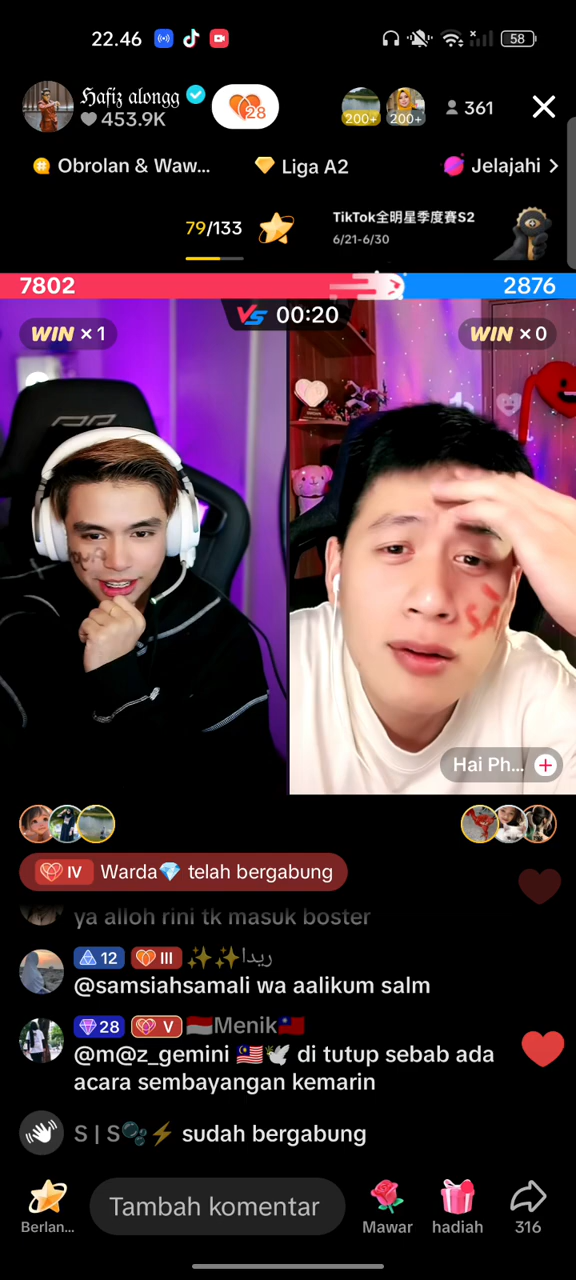 22.46
58
Hafiz alongg
453.9K
28
200+
200+
361
Obrolan & Waw...
Liga A2
Jelajahi
79/133
TikTok全明星季度賽S2
6/21-6/30
7802
2876
VS 00:20
WIN × 1
WIN × 0
Hai Ph...
IV Warda💎 telah bergabung
ya alloh rini tk masuk boster
12 III ✨✨ريدا
@samsiahsamali wa aalikum salm
28 V 🇮🇩Menik🇹🇼
@m@z_gemini 🇲🇾🕊 di tutup sebab ada
acara sembayangan kemarin
S | S🫧⚡ sudah bergabung
Berlan...
Tambah komentar
Mawar
hadiah
316